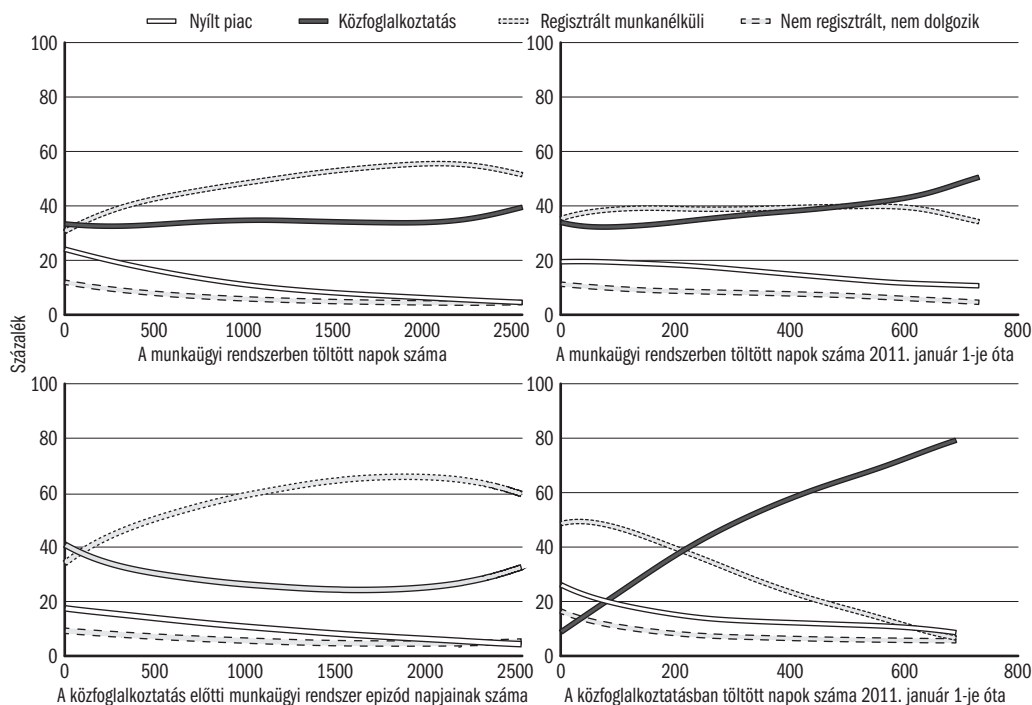 Nyílt piac Közfoglalkoztatás Regisztrált munkanélküli Nem regisztrált, nem dolgozik
Százalék
100
80
60
40
20
0
0 500 1000 1500 2000 2500
A munkaügyi rendszerben töltött napok száma
100
80
60
40
20
0
0 200 400 600 800
A munkaügyi rendszerben töltött napok száma 2011. január 1-je óta
100
80
60
40
20
0
0 500 1000 1500 2000 2500
A közfoglalkoztatás előtti munkaügyi rendszer epizód napjainak száma
100
80
60
40
20
0
0 200 400 600 800
A közfoglalkoztatásban töltött napok száma 2011. január 1-je óta